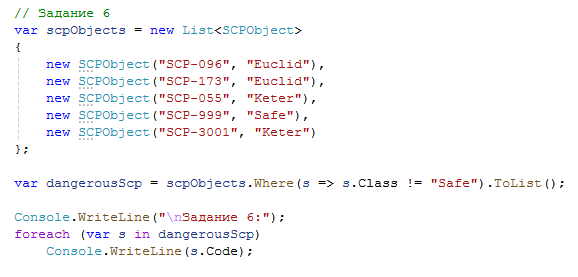 // Задание 6
var scpObjects = new List<SCPObject>
{
    new SCPObject("SCP-096", "Euclid"),
    new SCPObject("SCP-173", "Euclid"),
    new SCPObject("SCP-055", "Keter"),
    new SCPObject("SCP-999", "Safe"),
    new SCPObject("SCP-3001", "Keter")
};
var dangerousScp = scpObjects.Where(s => s.Class != "Safe").ToList();
Console.WriteLine("\nЗадание 6:");
foreach (var s in dangerousScp)
    Console.WriteLine(s.Code);